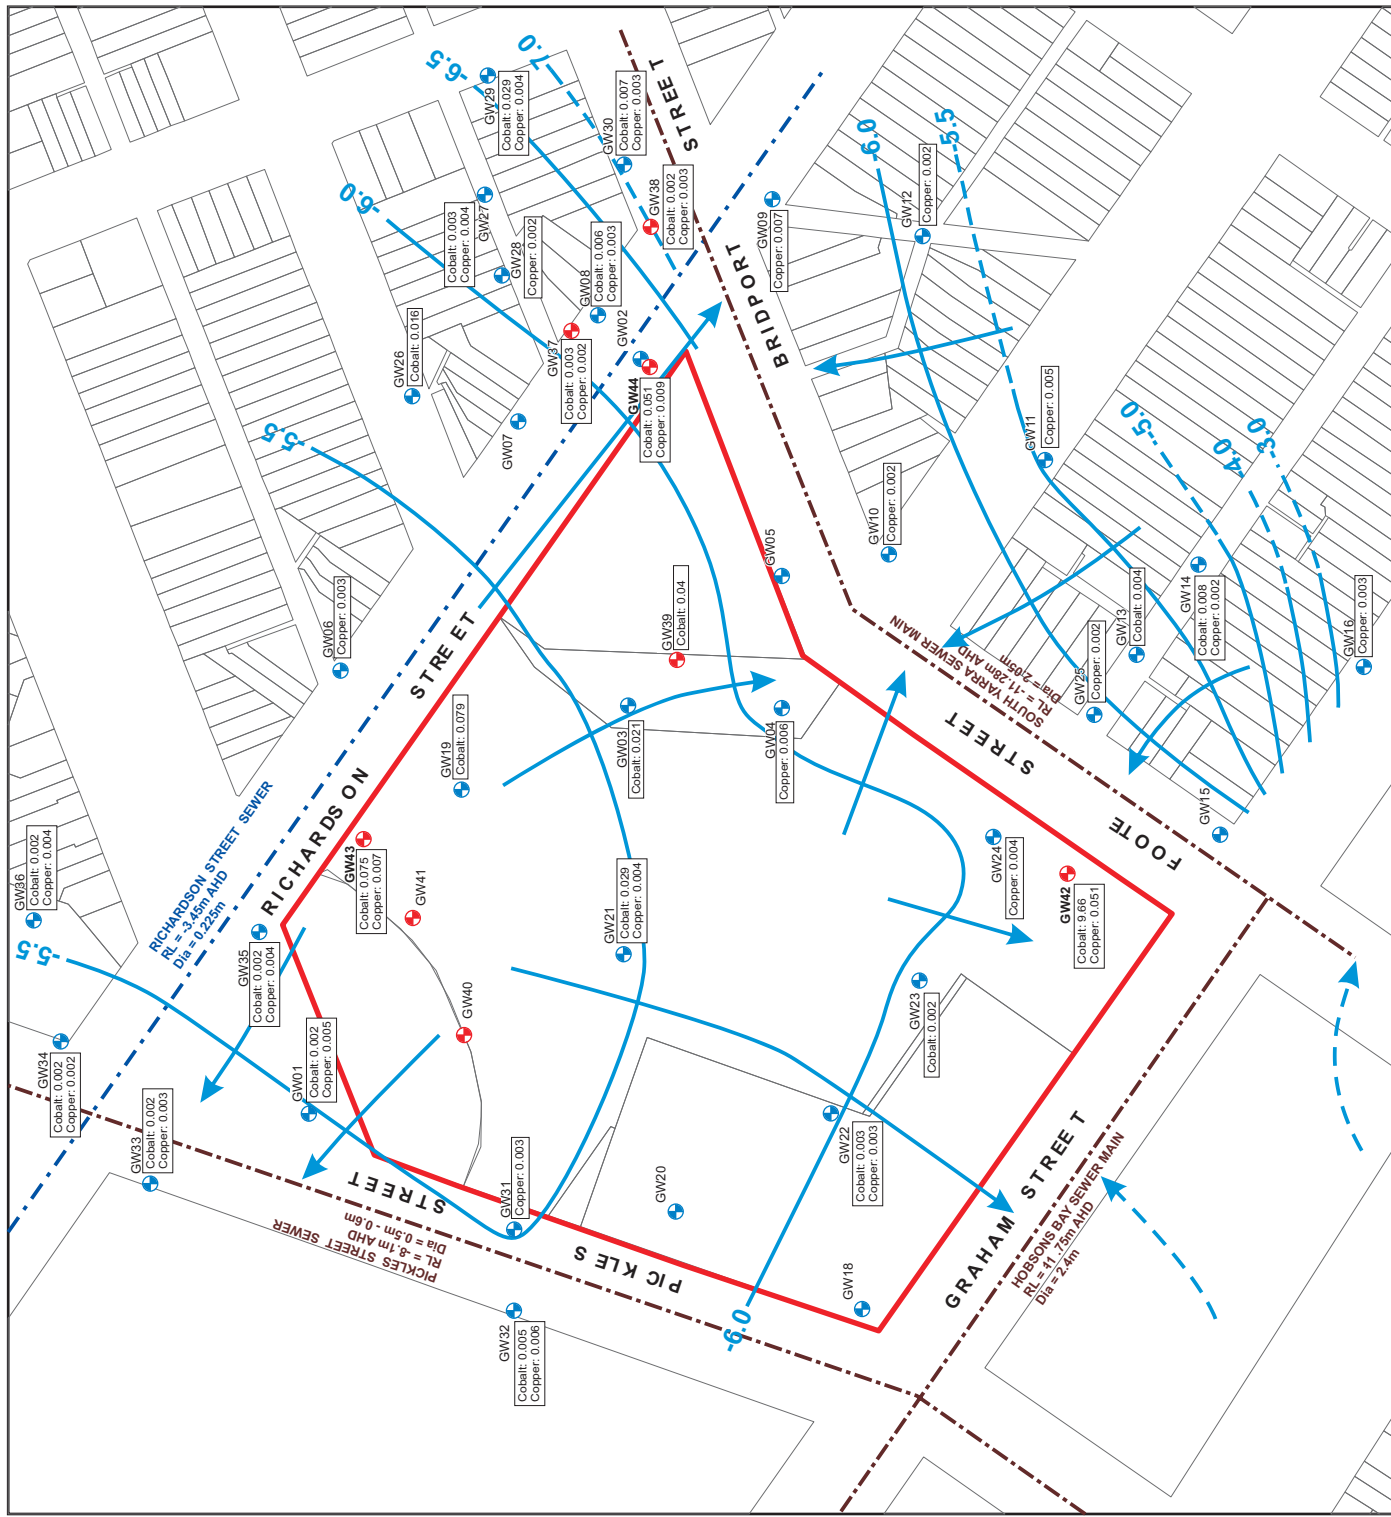 GW36
Cobalt: 0.002
Copper: 0.004
-5.5
GW34
Cobalt: 0.002
Copper: 0.002
GW33
Cobalt: 0.002
Copper: 0.003
RICHARDSON STREET SEWER
RL = -3.45m AHD
Dia = 0.225m
GW35
Cobalt: 0.002
Copper: 0.004
GW01
Cobalt: 0.002
Copper: 0.005
RICHARDSON
STREET
GW43
Cobalt: 0.075
Copper: 0.007
GW41
GW40
GW19
Cobalt: 0.079
GW06
Copper: 0.003
-5.5
GW26
Cobalt: 0.016
GW07
-6.0
-6.5
7.0
GW29
Cobalt: 0.029
Copper: 0.004
GW27
Cobalt: 0.003
Copper: 0.004
GW28
Copper: 0.002
GW30
Cobalt: 0.007
Copper: 0.003
GW38
Cobalt: 0.002
Copper: 0.003
GW08
Cobalt: 0.006
Copper: 0.003
GW37
Cobalt: 0.003
Copper: 0.002
GW02
GW44
Cobalt: 0.051
Copper: 0.009
BRIDPORT
STREET
GW09
Copper: 0.007
-6.0
-5.5
GW12
Copper: 0.002
GW10
Copper: 0.002
GW11
Copper: 0.005
GW05
GW39
Cobalt: 0.04
GW03
Cobalt: 0.021
GW04
Copper: 0.006
GW21
Cobalt: 0.029
Copper: 0.004
GW31
Copper: 0.003
PICKLES
STREET
PICKLES STREET SEWER
RL = -8.1m AHD
Dia = 0.5m - 0.6m
GW32
Cobalt: 0.005
Copper: 0.006
GW20
GW22
Cobalt: 0.003
Copper: 0.003
GW18
-6.0
GW23
Cobalt: 0.002
GW24
Copper: 0.004
GW42
Cobalt: 9.66
Copper: 0.051
FOOTE
STREET
SOUTH YARRA SEWER MAIN
RL = -11.28m AHD
Dia = 2.05m
GW25
Copper: 0.002
GW13
Cobalt: 0.004
GW14
Cobalt: 0.008
Copper: 0.002
-5.0
-4.0
-3.0
GW15
GW16
Copper: 0.003
GRAHAM STREET
HOBSONS BAY SEWER MAIN
RL = 11.75m AHD
Dia = 2.4m